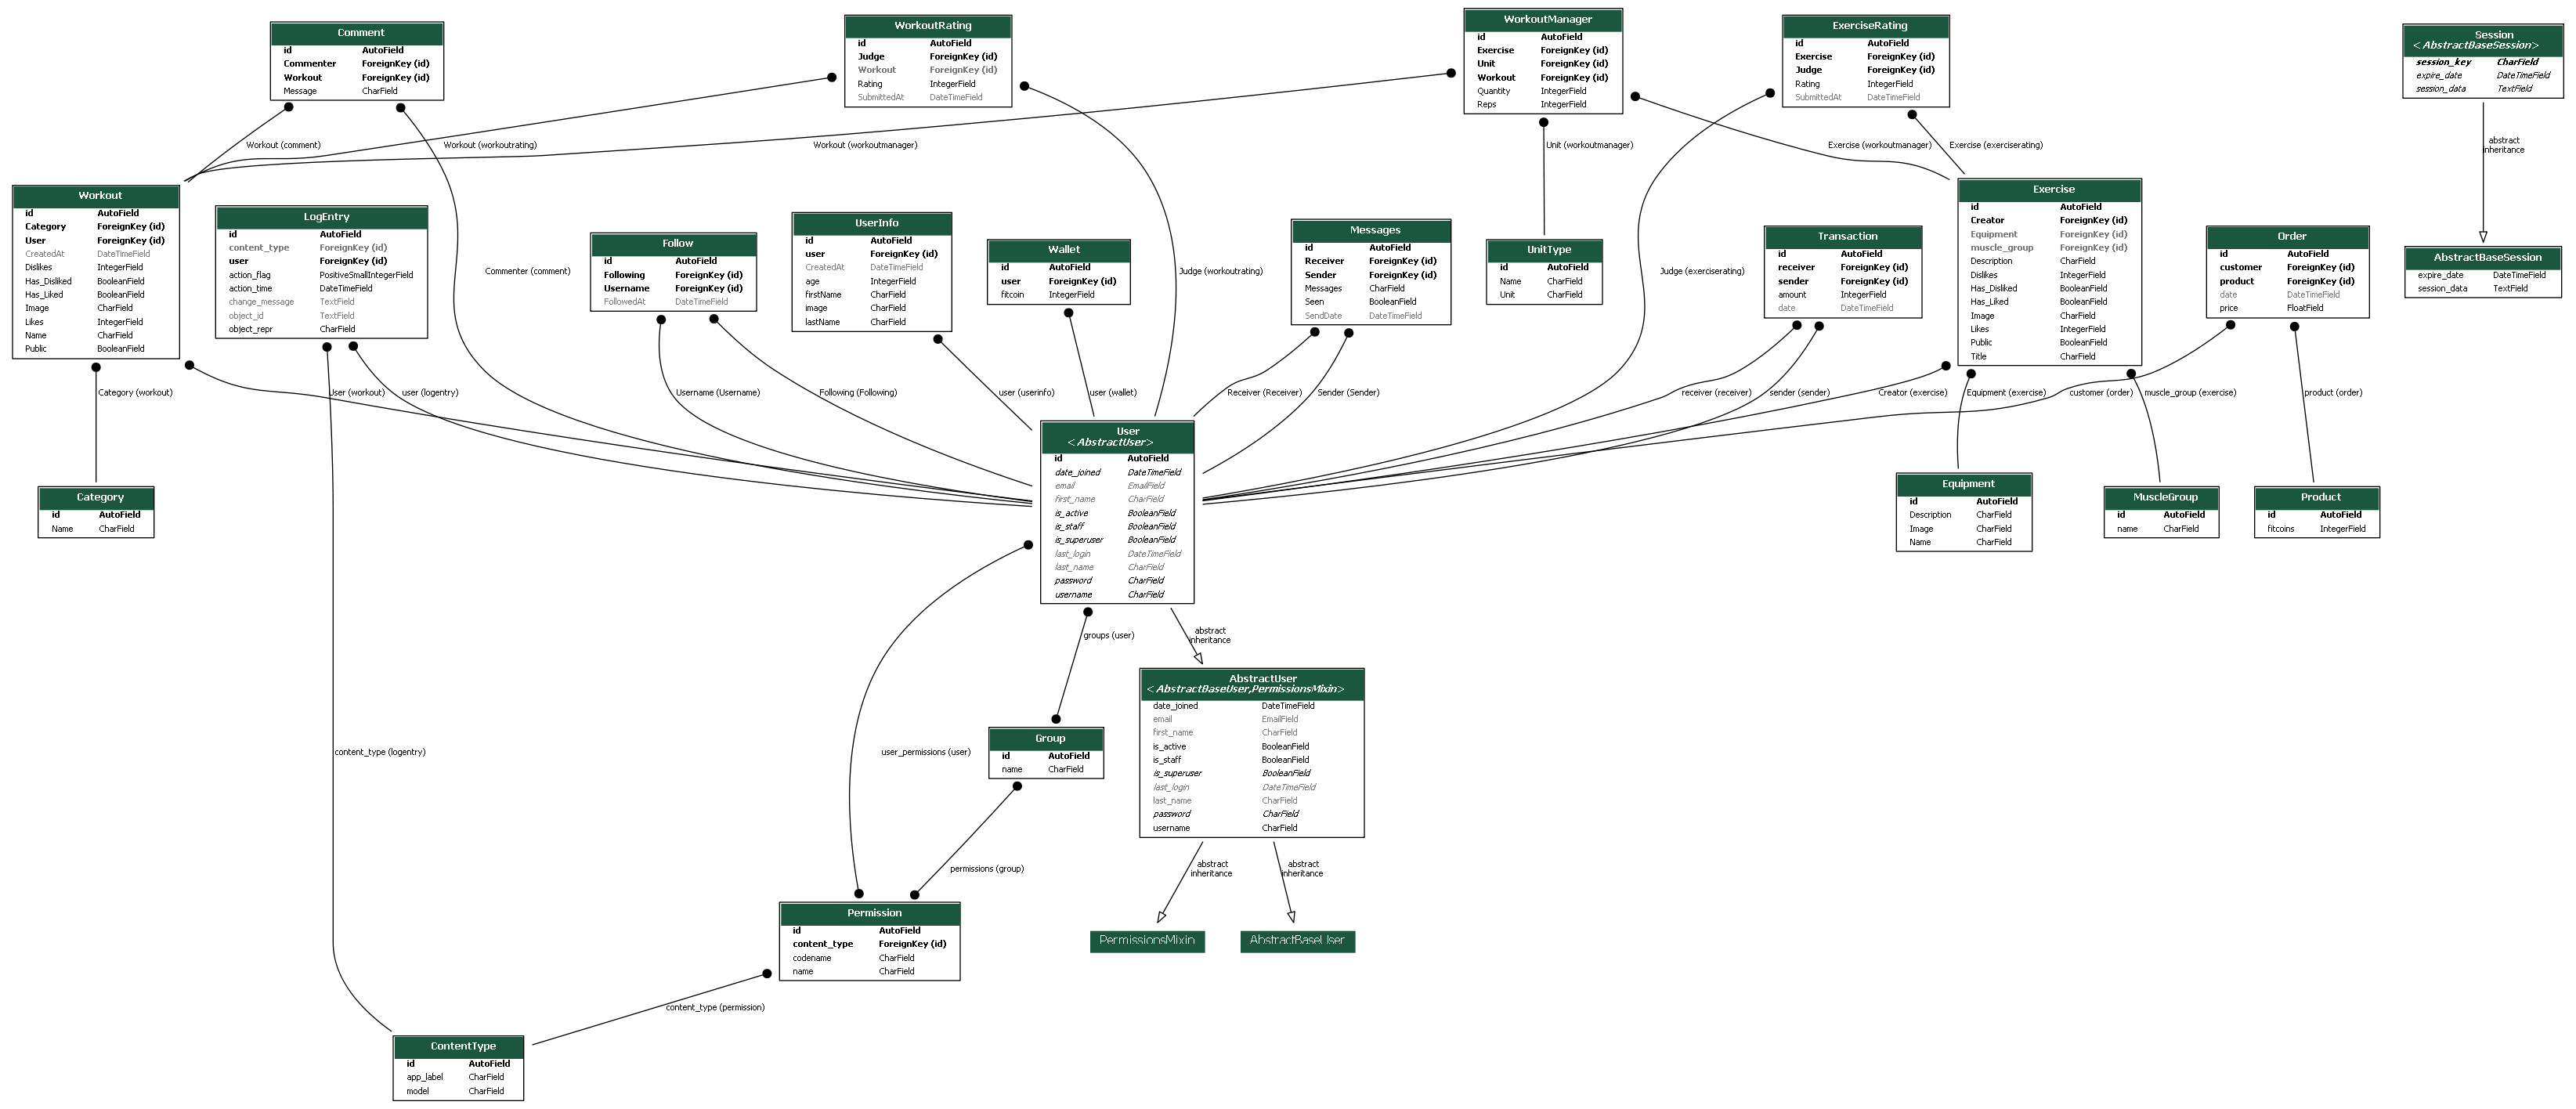 Comment
id AutoField
Commenter ForeignKey (id)
Workout ForeignKey (id)
Message CharField
WorkoutRating
id AutoField
Judge ForeignKey (id)
Workout ForeignKey (id)
Rating IntegerField
SubmittedAt DateTimeField
WorkoutManager
id AutoField
Exercise ForeignKey (id)
Unit ForeignKey (id)
Workout ForeignKey (id)
Quantity IntegerField
Reps IntegerField
ExerciseRating
id AutoField
Exercise ForeignKey (id)
Judge ForeignKey (id)
Rating IntegerField
SubmittedAt DateTimeField
Session
<AbstractBaseSession>
session_key CharField
expire_date DateTimeField
session_data TextField
Workout (comment)
Workout (workoutrating)
Workout (workoutmanager)
Unit (workoutmanager)
Exercise (workoutmanager)
Exercise (exerciserating)
abstract
inheritance
Workout
id AutoField
Category ForeignKey (id)
User ForeignKey (id)
CreatedAt DateTimeField
Dislikes IntegerField
Has_Disliked BooleanField
Has_Liked BooleanField
Image CharField
Likes IntegerField
Name CharField
Public BooleanField
LogEntry
id AutoField
content_type ForeignKey (id)
user ForeignKey (id)
action_flag PositiveSmallIntegerField
action_time DateTimeField
change_message TextField
object_id TextField
object_repr CharField
Commenter (comment)
Follow
id AutoField
Following ForeignKey (id)
Username ForeignKey (id)
FollowedAt DateTimeField
UserInfo
id AutoField
user ForeignKey (id)
CreatedAt DateTimeField
age IntegerField
firstName CharField
image CharField
lastName CharField
Wallet
id AutoField
user ForeignKey (id)
fitcoin IntegerField
Judge (workoutrating)
Messages
id AutoField
Receiver ForeignKey (id)
Sender ForeignKey (id)
Messages CharField
Seen BooleanField
SendDate DateTimeField
UnitType
id AutoField
Name CharField
Unit CharField
Judge (exerciserating)
Transaction
id AutoField
receiver ForeignKey (id)
sender ForeignKey (id)
amount IntegerField
date DateTimeField
Exercise
id AutoField
Creator ForeignKey (id)
Equipment ForeignKey (id)
muscle_group ForeignKey (id)
Description CharField
Dislikes IntegerField
Has_Disliked BooleanField
Has_Liked BooleanField
Image CharField
Likes IntegerField
Public BooleanField
Title CharField
Order
id AutoField
customer ForeignKey (id)
product ForeignKey (id)
date DateTimeField
price FloatField
AbstractBaseSession
expire_date DateTimeField
session_data TextField
Category (workout)
User (workout)
user (logentry)
Username (Username)
Following (Following)
user (userinfo)
user (wallet)
Receiver (Receiver)
Sender (Sender)
receiver (receiver)
sender (sender)
Creator (exercise)
Equipment (exercise)
customer (order)
muscle_group (exercise)
product (order)
Category
id AutoField
Name CharField
User
<AbstractUser>
id AutoField
date_joined DateTimeField
email EmailField
first_name CharField
is_active BooleanField
is_staff BooleanField
is_superuser BooleanField
last_login DateTimeField
last_name CharField
password CharField
username CharField
Equipment
id AutoField
Description CharField
Image CharField
Name CharField
MuscleGroup
id AutoField
name CharField
Product
id AutoField
fitcoins IntegerField
groups (user)
abstract
inheritance
content_type (logentry)
user_permissions (user)
Group
id AutoField
name CharField
AbstractUser
<AbstractBaseUser,PermissionsMixin>
date_joined DateTimeField
email EmailField
first_name CharField
is_active BooleanField
is_staff BooleanField
is_superuser BooleanField
last_login DateTimeField
last_name CharField
password CharField
username CharField
permissions (group)
abstract
inheritance
abstract
inheritance
Permission
id AutoField
content_type ForeignKey (id)
codename CharField
name CharField
PermissionsMixin
AbstractBaseUser
content_type (permission)
ContentType
id AutoField
app_label CharField
model CharField